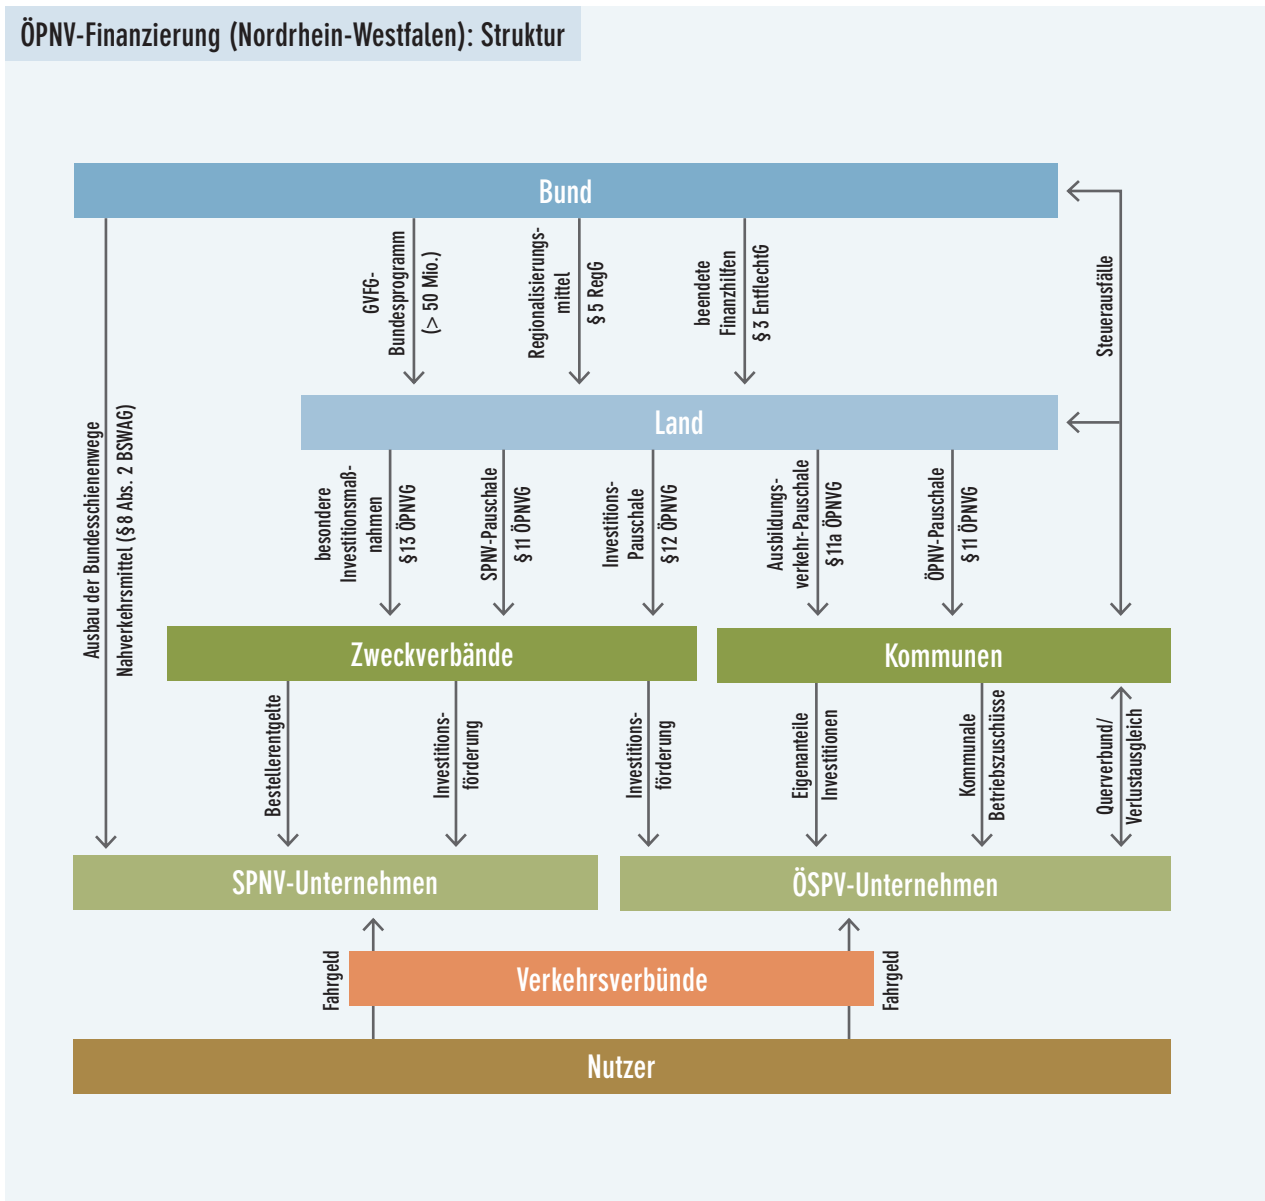 ÖPNV-Finanzierung (Nordrhein-Westfalen): Struktur
Bund
GVFG-
Bundesprogramm
(> 50 Mio.)
Regionalisierungs-
mittel
§ 5 RegG
beendete
Finanzhilfen
§ 3 EntflechtG
Steuerausfälle
Ausbau der Bundesschienenwege
Nahverkehrsmittel (§ 8 Abs. 2 BSWAG)
Land
besondere
Investitionsmaß-
nahmen
§ 13 ÖPNVG
SPNV-Pauschale
§ 11 ÖPNVG
Investitions-
Pauschale
§ 12 ÖPNVG
Ausbildungs-
verkehr-Pauschale
§ 11a ÖPNVG
ÖPNV-Pauschale
§ 11 ÖPNVG
Zweckverbände
Kommunen
Bestellerentgelte
Investitions-
förderung
Investitions-
förderung
Eigenanteile
Investitionen
Kommunale
Betriebszuschüsse
Querverbund/
Verlustausgleich
SPNV-Unternehmen
ÖSPV-Unternehmen
Fahrgeld
Verkehrsverbünde
Fahrgeld
Nutzer